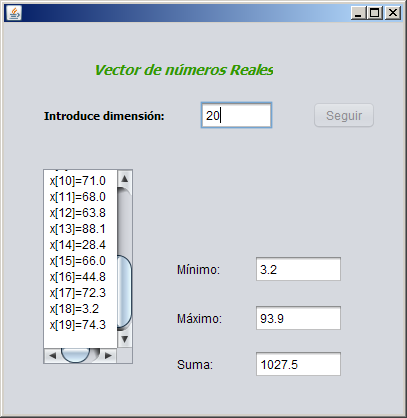 Vector de números Reales
Introduce dimensión:
20
Seguir
x[10]=71.0
x[11]=68.0
x[12]=63.8
x[13]=88.1
x[14]=28.4
x[15]=66.0
x[16]=44.8
x[17]=72.3
x[18]=3.2
x[19]=74.3
Mínimo:
3.2
Máximo:
93.9
Suma:
1027.5